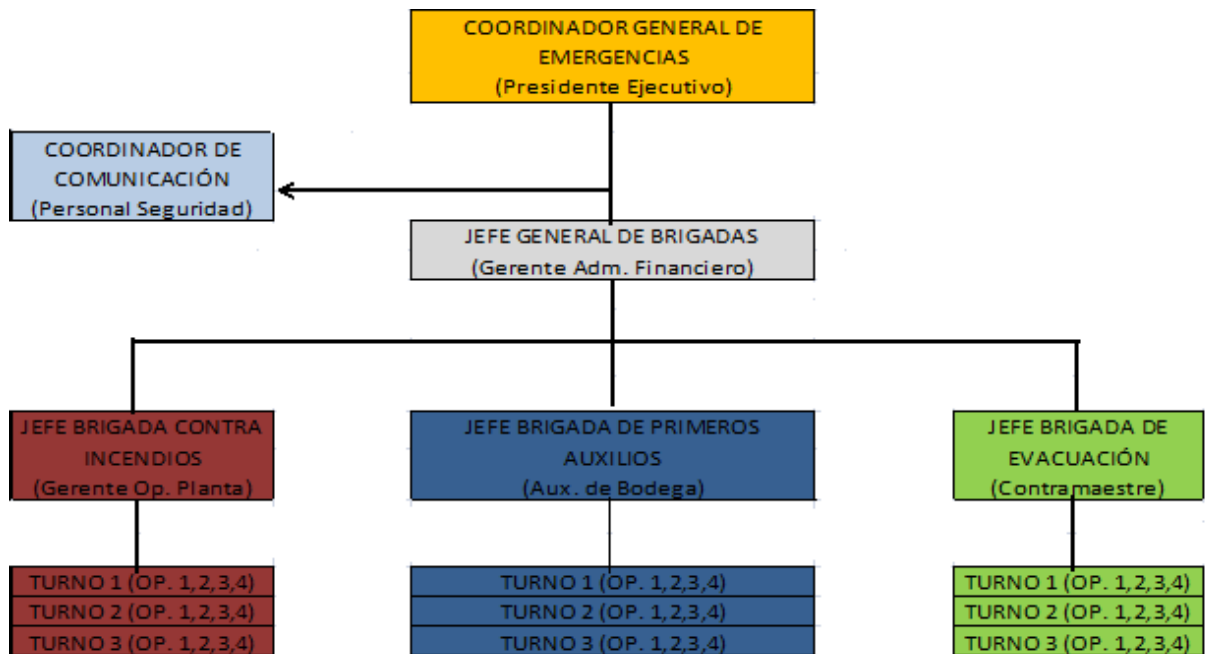 COORDINADOR GENERAL DE
EMERGENCIAS
(Presidente Ejecutivo)
COORDINADOR DE
COMUNICACIÓN
(Personal Seguridad)
JEFE GENERAL DE BRIGADAS
(Gerente Adm. Financiero)
JEFE BRIGADA CONTRA
INCENDIOS
(Gerente Op. Planta)
TURNO 1 (OP. 1,2,3,4)
TURNO 2 (OP. 1,2,3,4)
TURNO 3 (OP. 1,2,3,4)
JEFE BRIGADA DE PRIMEROS
AUXILIOS
(Aux. de Bodega)
TURNO 1 (OP. 1,2,3,4)
TURNO 2 (OP. 1,2,3,4)
TURNO 3 (OP. 1,2,3,4)
JEFE BRIGADA DE
EVACUACIÓN
(Contramaestre)
TURNO 1 (OP. 1,2,3,4)
TURNO 2 (OP. 1,2,3,4)
TURNO 3 (OP. 1,2,3,4)